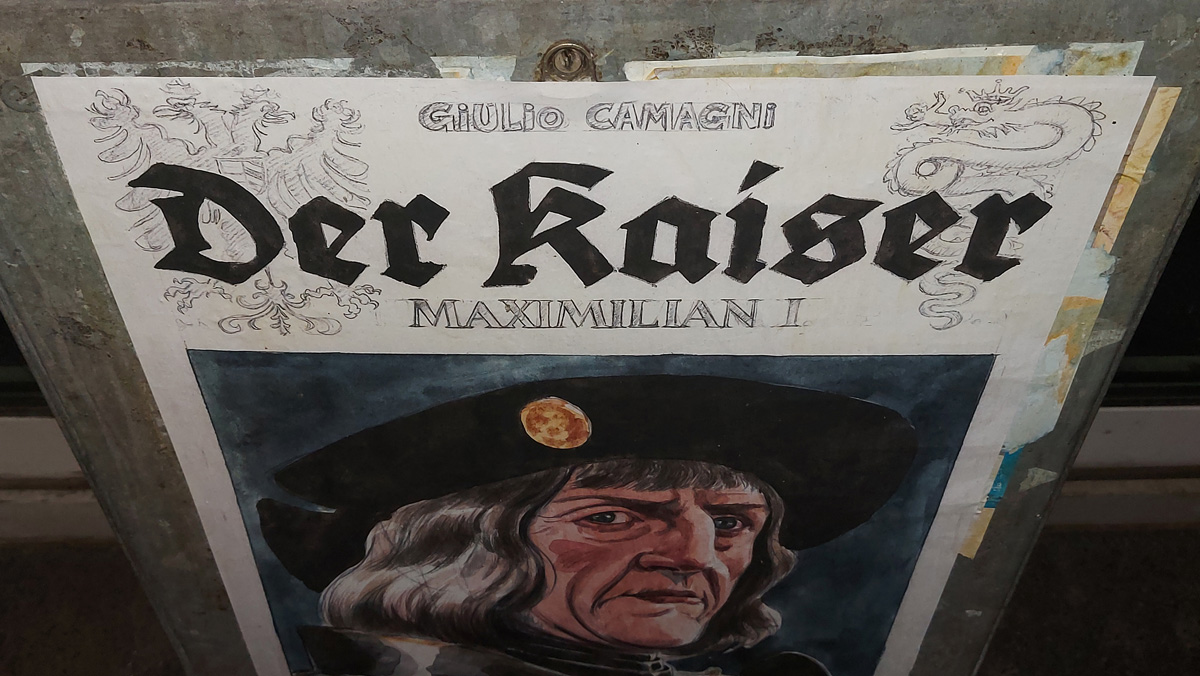 GiULiO CAMAGNi
Der Kaiser
MAXIMILIAN I